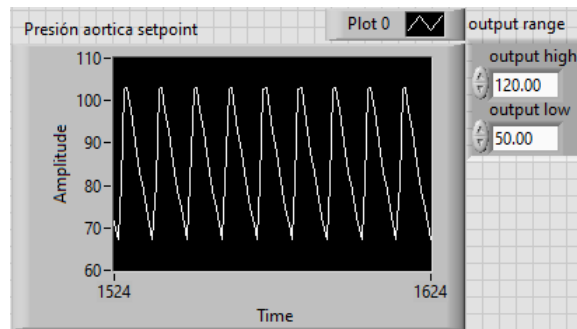 Presión aortica setpoint
Plot 0
output range
output high
120.00
output low
50.00
Amplitude
110
100
90
80
70
60
1524
1624
Time